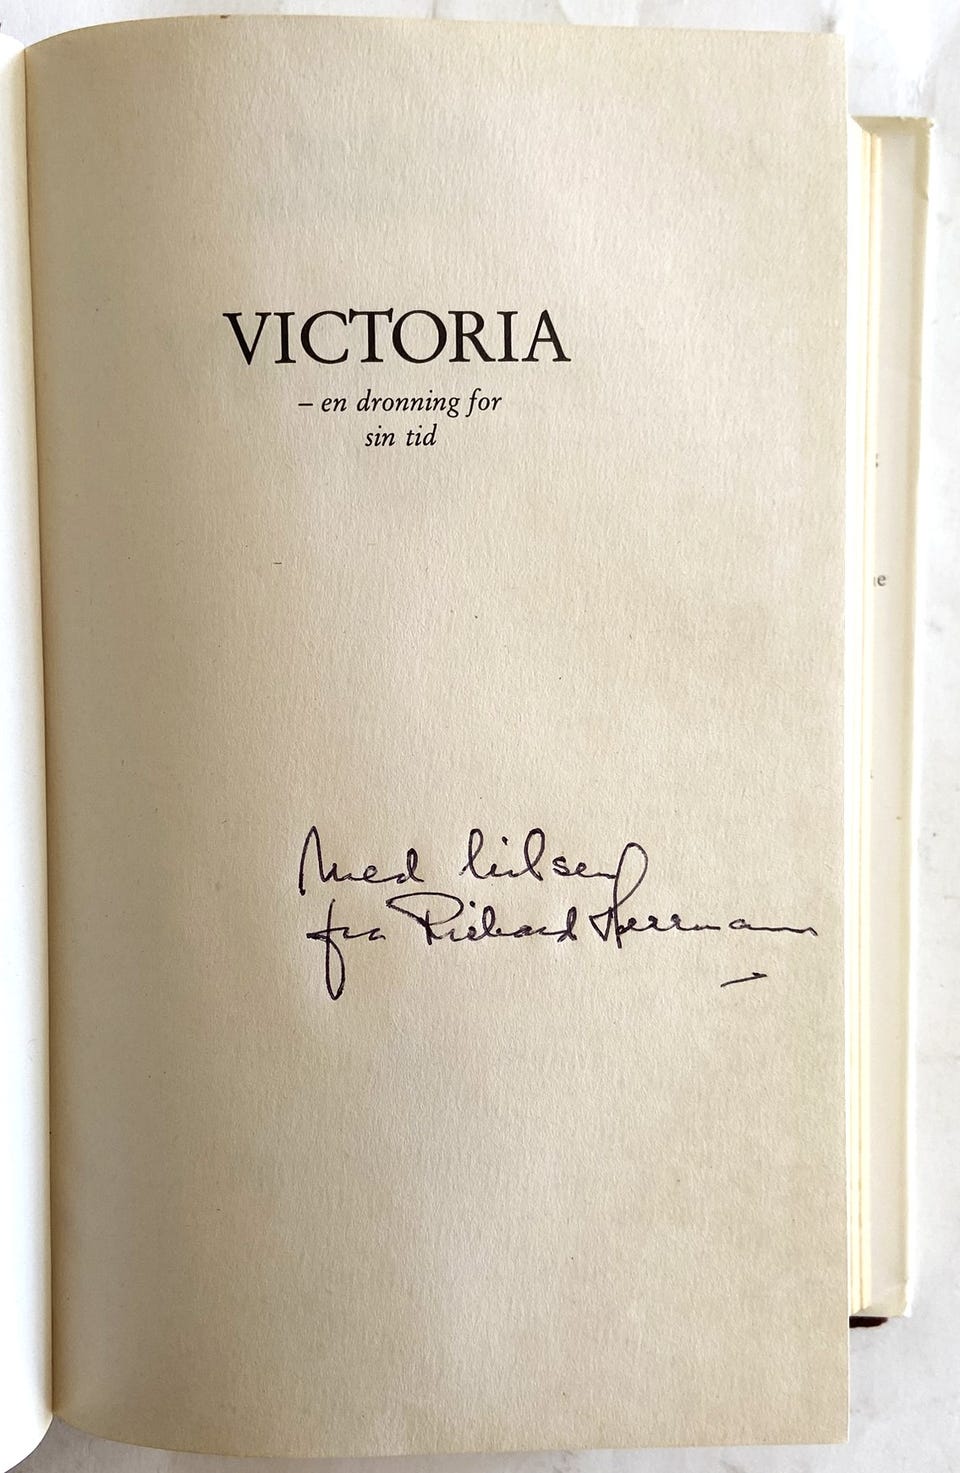 VICTORIA
– en dronning for
sin tid
Med hilsen
fra Richard Herrmann